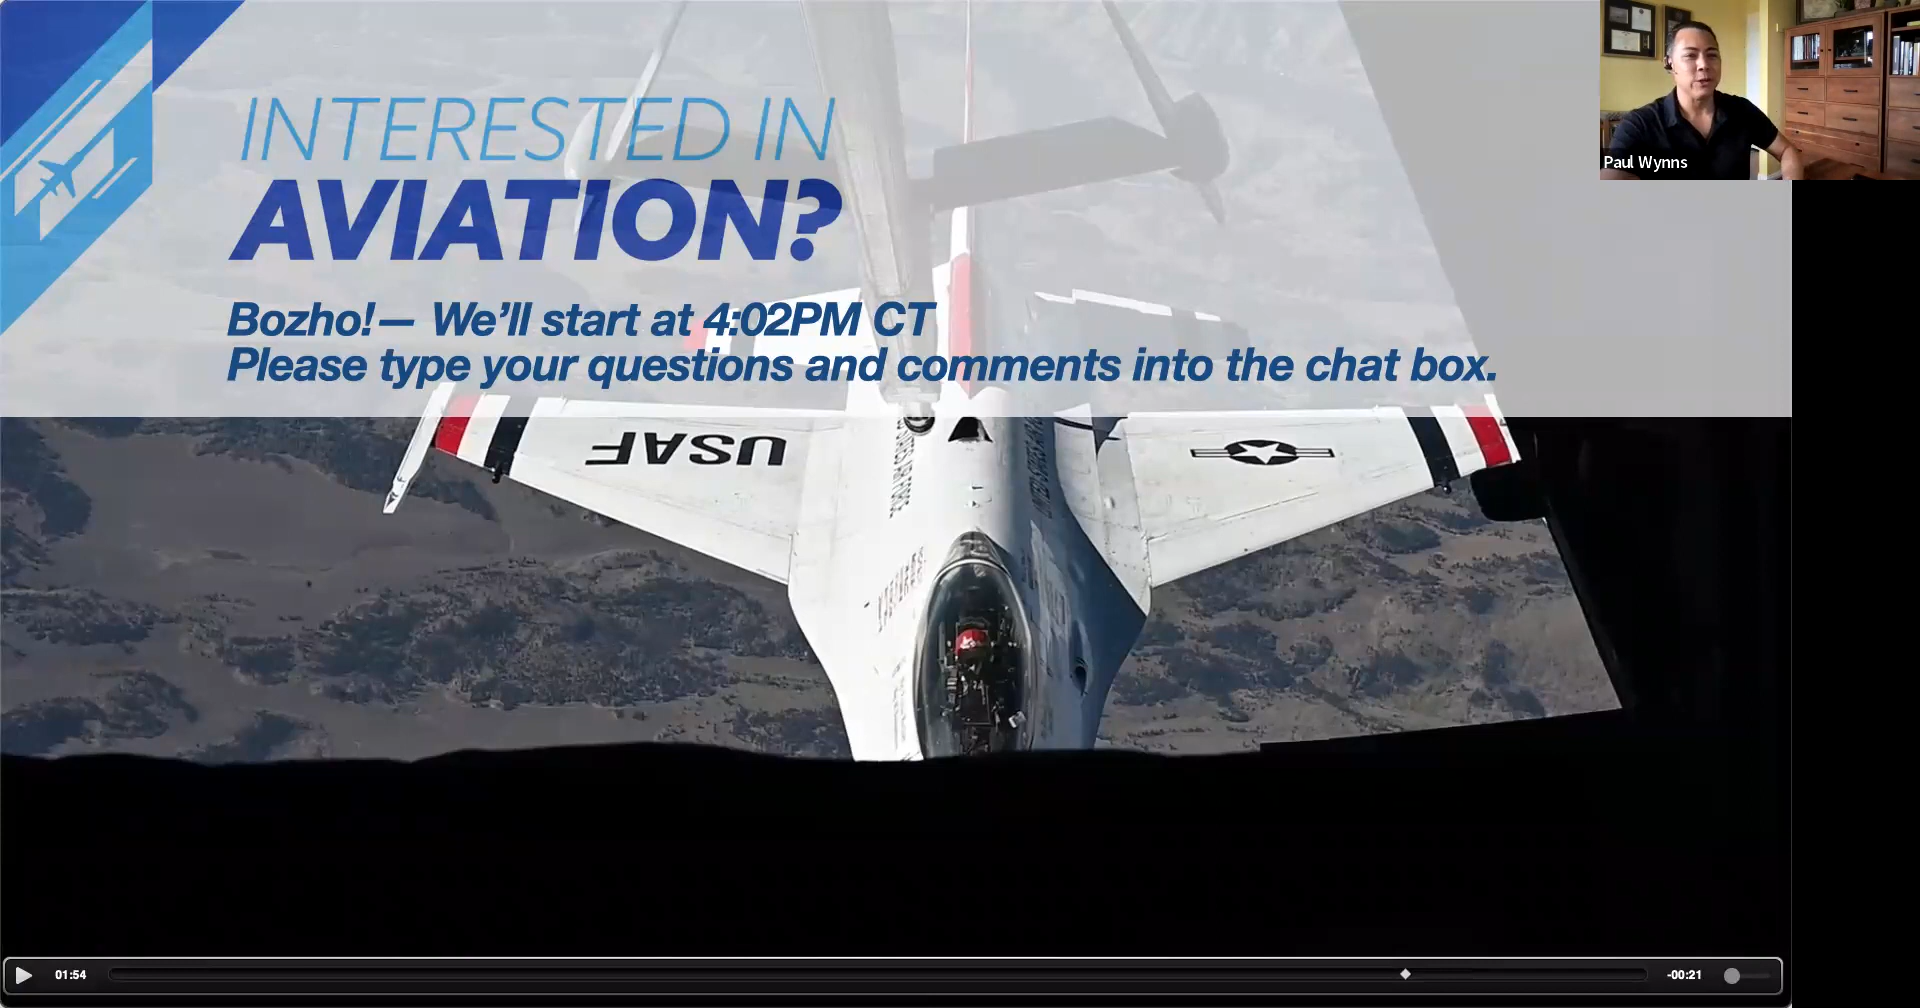 INTERESTED IN
AVIATION?
Bozho!— We’ll start at 4:02PM CT
Please type your questions and comments into the chat box.
Paul Wynns
USAF
01:54
-00:21